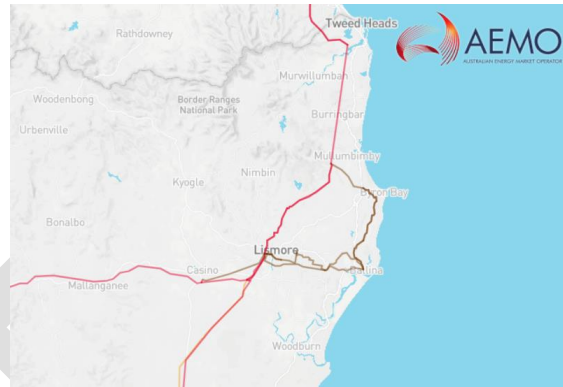 Tweed Heads
AEMO
AUSTRALIAN ENERGY MARKET OPERATOR
Rathdowney
Murwillumbah
Woodenbong
Border Ranges
National Park
Burringbar
Urbenville
Mullumbimby
Nimbin
Kyogle
Byron Bay
Bonalbo
Lismore
Casino
Ballina
Mallanganee
Woodburn